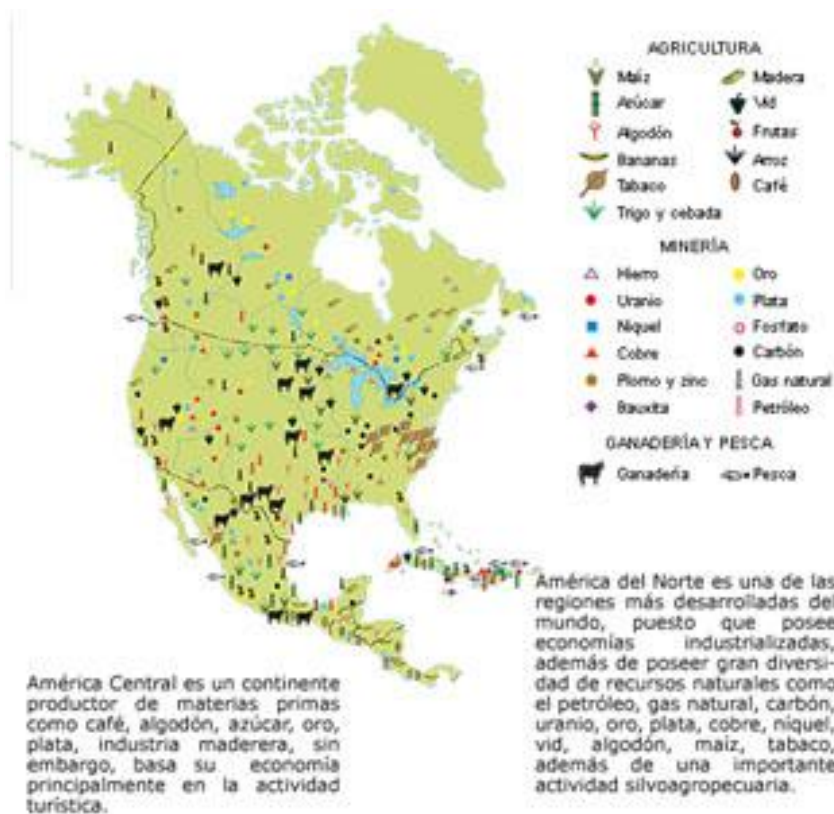 AGRICULTURA
Maíz
Madera
Azúcar
Vid
Algodón
Frutas
Bananas
Arroz
Tabaco
Café
Trigo y cebada
MINERÍA
Hierro
Oro
Uranio
Plata
Niquel
Fosfato
Cobre
Carbón
Plomo y zinc
Gas natural
Bauxita
Petróleo
GANADERÍA Y PESCA
Ganadería
Pesca
América del Norte es una de las
regiones más desarrolladas del
mundo, puesto que posee
economías industrializadas,
además de poseer gran diversi-
dad de recursos naturales como
el petróleo, gas natural, carbón,
uranio, oro, plata, cobre, níquel,
vid, algodón, maíz, tabaco,
además de una importante
actividad silvoagropecuaria.
América Central es un continente
productor de materias primas
como café, algodón, azúcar, oro,
plata, industria maderera, sin
embargo, basa su economía
principalmente en la actividad
turística.